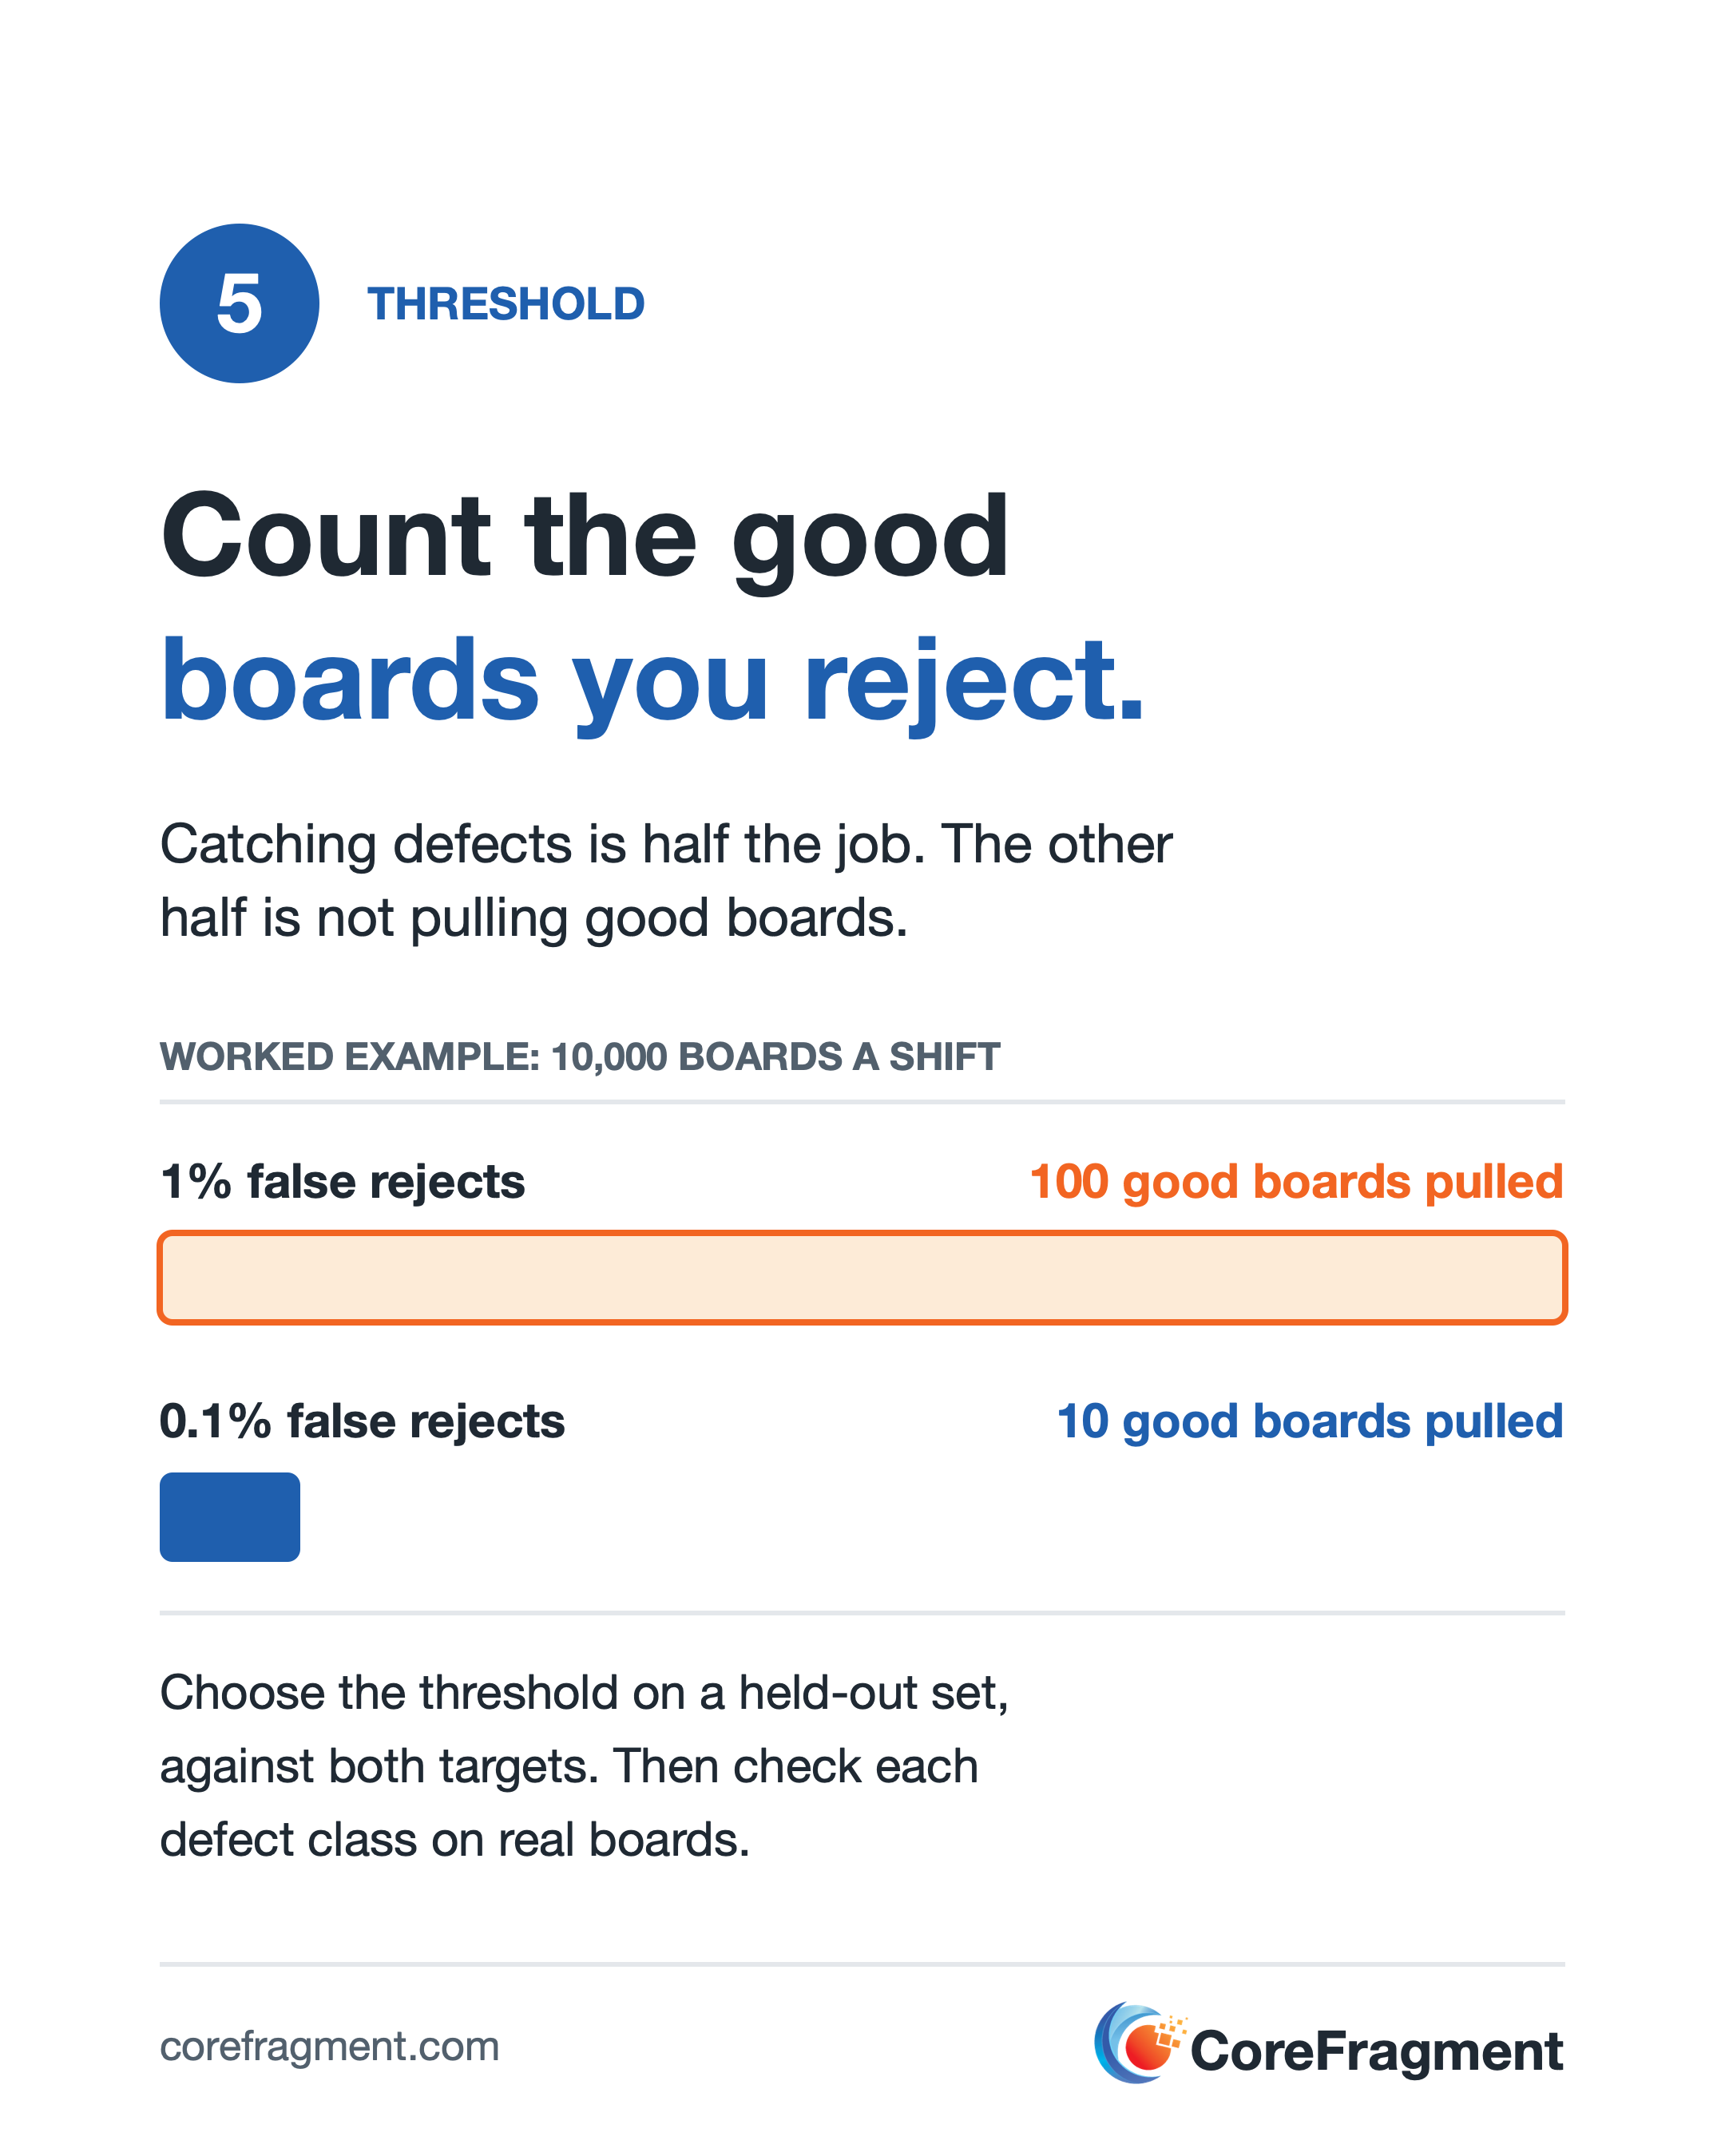 5
THRESHOLD
Count the good
boards you reject.
Catching defects is half the job. The other
half is not pulling good boards.
WORKED EXAMPLE: 10,000 BOARDS A SHIFT
1% false rejects
100 good boards pulled
0.1% false rejects
10 good boards pulled
Choose the threshold on a held-out set,
against both targets. Then check each
defect class on real boards.
corefragment.com
CoreFragment